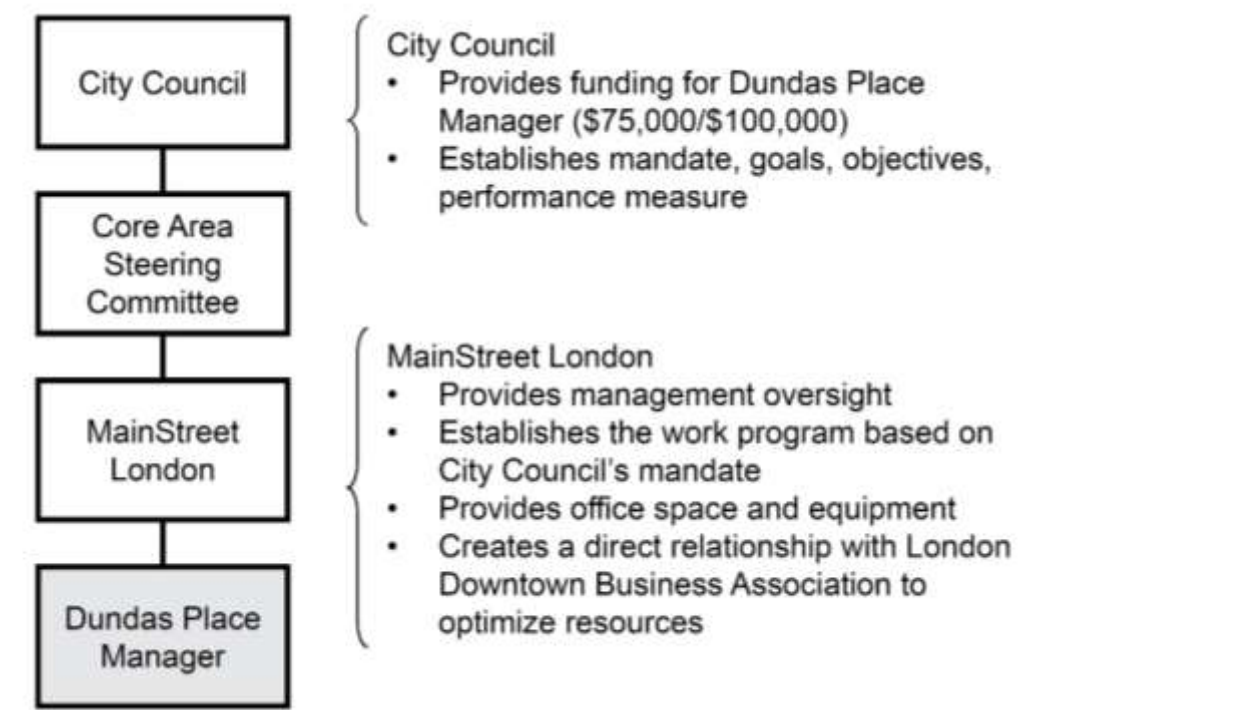 City Council
Core Area
Steering
Committee
MainStreet
London
Dundas Place
Manager
City Council
• Provides funding for Dundas Place
Manager ($75,000/$100,000)
• Establishes mandate, goals, objectives,
performance measure
MainStreet London
• Provides management oversight
• Establishes the work program based on
City Council's mandate
• Provides office space and equipment
• Creates a direct relationship with London
Downtown Business Association to
optimize resources